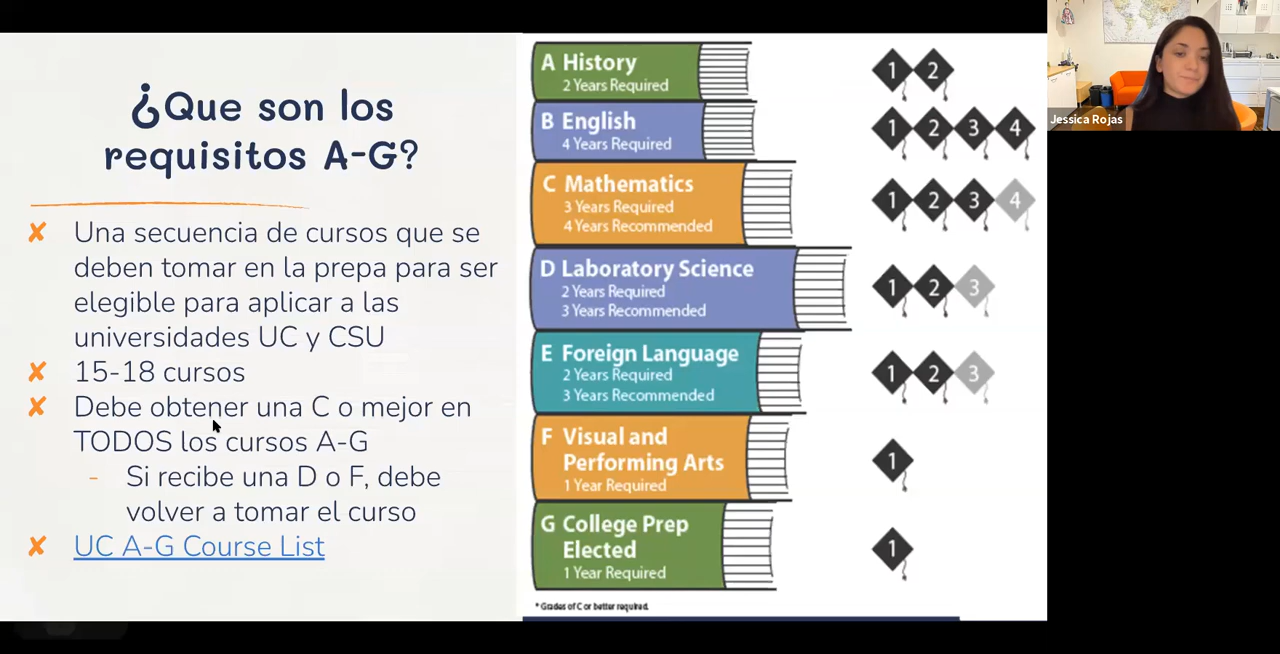 ¿Que son los
requisitos A-G?
✘ Una secuencia de cursos que se
deben tomar en la prepa para ser
elegible para aplicar a las
universidades UC y CSU
✘ 15-18 cursos
✘ Debe obtener una C o mejor en
TODOS los cursos A-G
- Si recibe una D o F, debe
volver a tomar el curso
✘ UC A-G Course List
A History
2 Years Required
1 2
B English
4 Years Required
1 2 3 4
C Mathematics
3 Years Required
4 Years Recommended
1 2 3 4
D Laboratory Science
2 Years Required
3 Years Recommended
1 2 3
E Foreign Language
2 Years Required
3 Years Recommended
1 2 3
F Visual and
Performing Arts
1 Year Required
1
G College Prep
Elected
1 Year Required
1
* Grades of C or better required.
Jessica Rojas